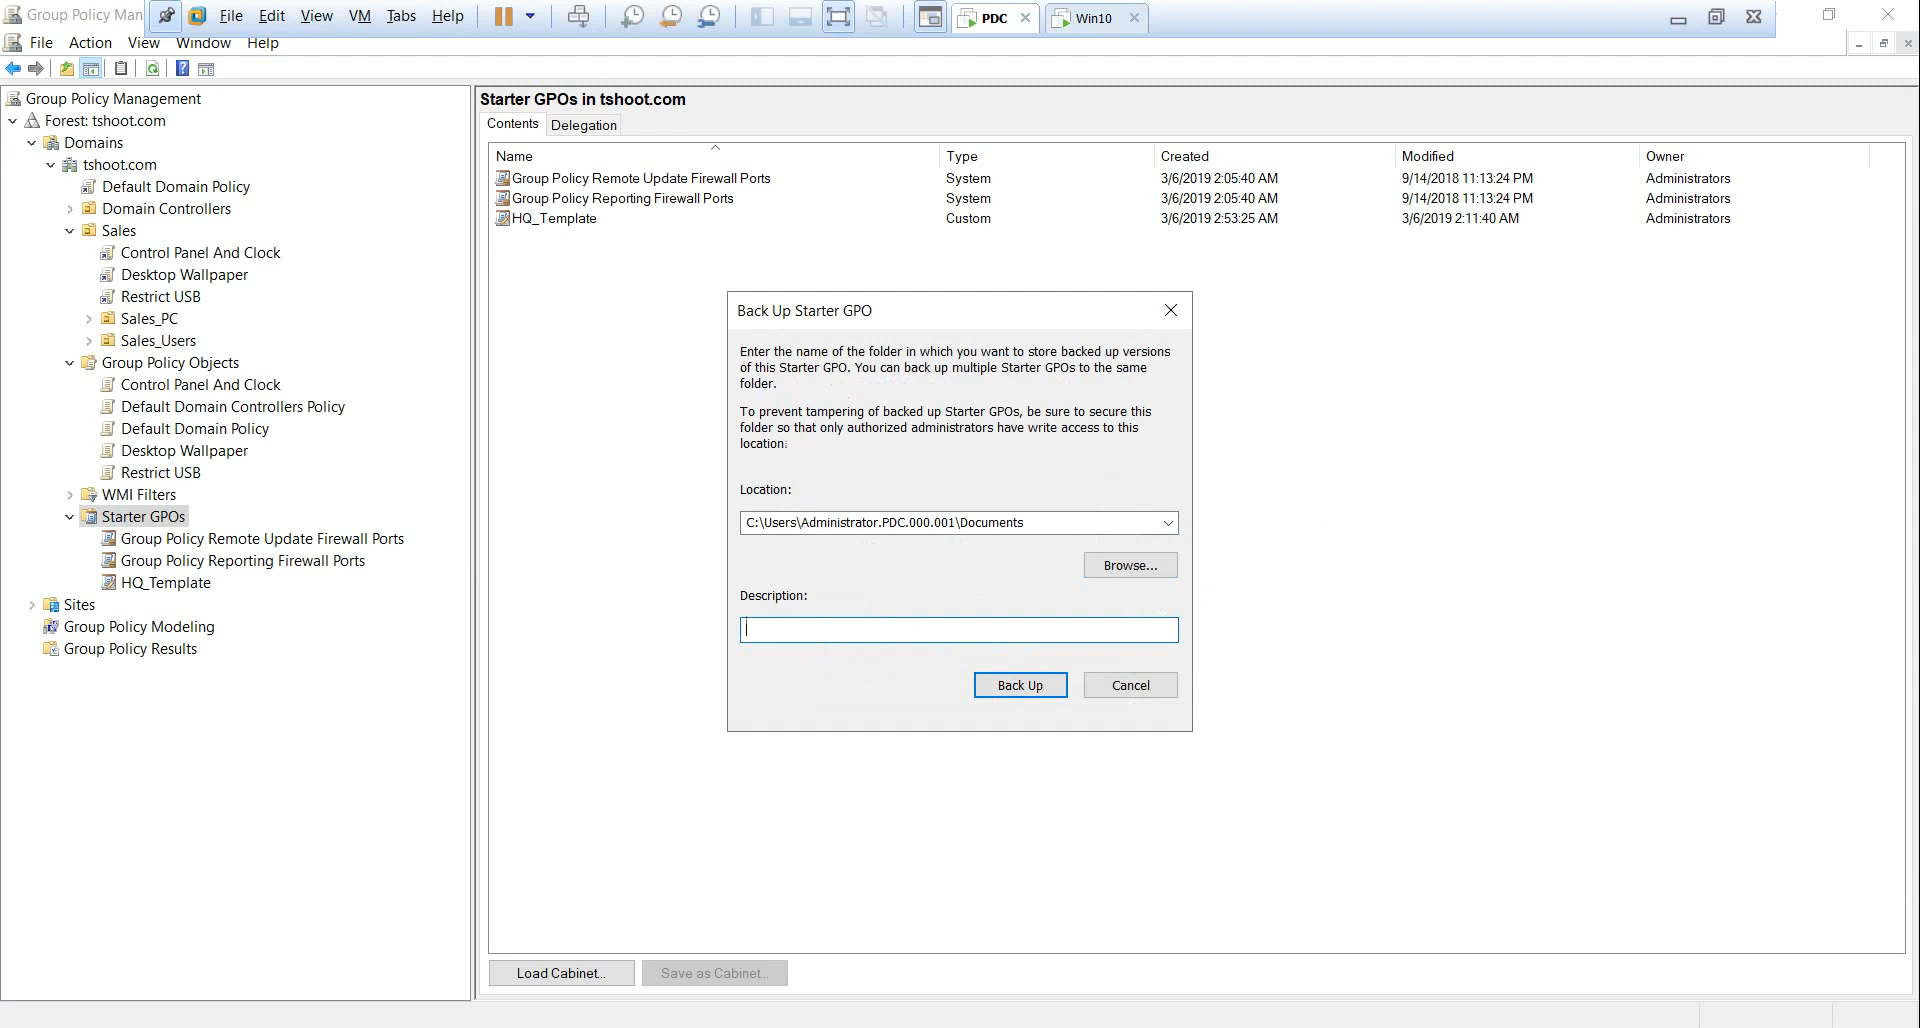 Group Policy Man
File Edit View VM Tabs Help
PDC
Win10
File Action View Window Help
Group Policy Management
Forest: tshoot.com
Domains
tshoot.com
Default Domain Policy
Domain Controllers
Sales
Control Panel And Clock
Desktop Wallpaper
Restrict USB
Sales_PC
Sales_Users
Group Policy Objects
Control Panel And Clock
Default Domain Controllers Policy
Default Domain Policy
Desktop Wallpaper
Restrict USB
WMI Filters
Starter GPOs
Group Policy Remote Update Firewall Ports
Group Policy Reporting Firewall Ports
HQ_Template
Sites
Group Policy Modeling
Group Policy Results
Starter GPOs in tshoot.com
Contents Delegation
Name Type Created Modified Owner
Group Policy Remote Update Firewall Ports System 3/6/2019 2:05:40 AM 9/14/2018 11:13:24 PM Administrators
Group Policy Reporting Firewall Ports System 3/6/2019 2:05:40 AM 9/14/2018 11:13:24 PM Administrators
HQ_Template Custom 3/6/2019 2:53:25 AM 3/6/2019 2:11:40 AM Administrators
Back Up Starter GPO
Enter the name of the folder in which you want to store backed up versions
of this Starter GPO. You can back up multiple Starter GPOs to the same
folder.
To prevent tampering of backed up Starter GPOs, be sure to secure this
folder so that only authorized administrators have write access to this
location.
Location:
C:\Users\Administrator.PDC.000.001\Documents
Browse...
Description:
Back Up Cancel
Load Cabinet... Save as Cabinet...